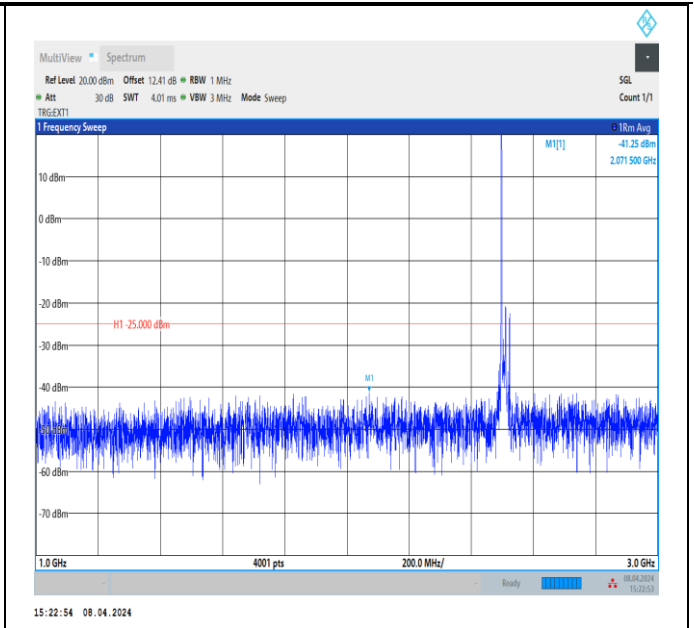 MultiView Spectrum
Ref Level 20.00 dBm Offset 12.41 dB RBW 1 MHz SGL
Att 30 dB SWT 4.01 ms VBW 3 MHz Mode Sweep Count 1/1
TRG:EXT1
1 Frequency Sweep 1Rm Avg
M1[1] -41.25 dBm
2.071 500 GHz
10 dBm
0 dBm
-10 dBm
-20 dBm
H1 -25.000 dBm
-30 dBm
M1
-40 dBm
-50 dBm
-60 dBm
-70 dBm
1.0 GHz 4001 pts 200.0 MHz/ 3.0 GHz
Ready 08.04.2024
15:22:53
15:22:54 08.04.2024